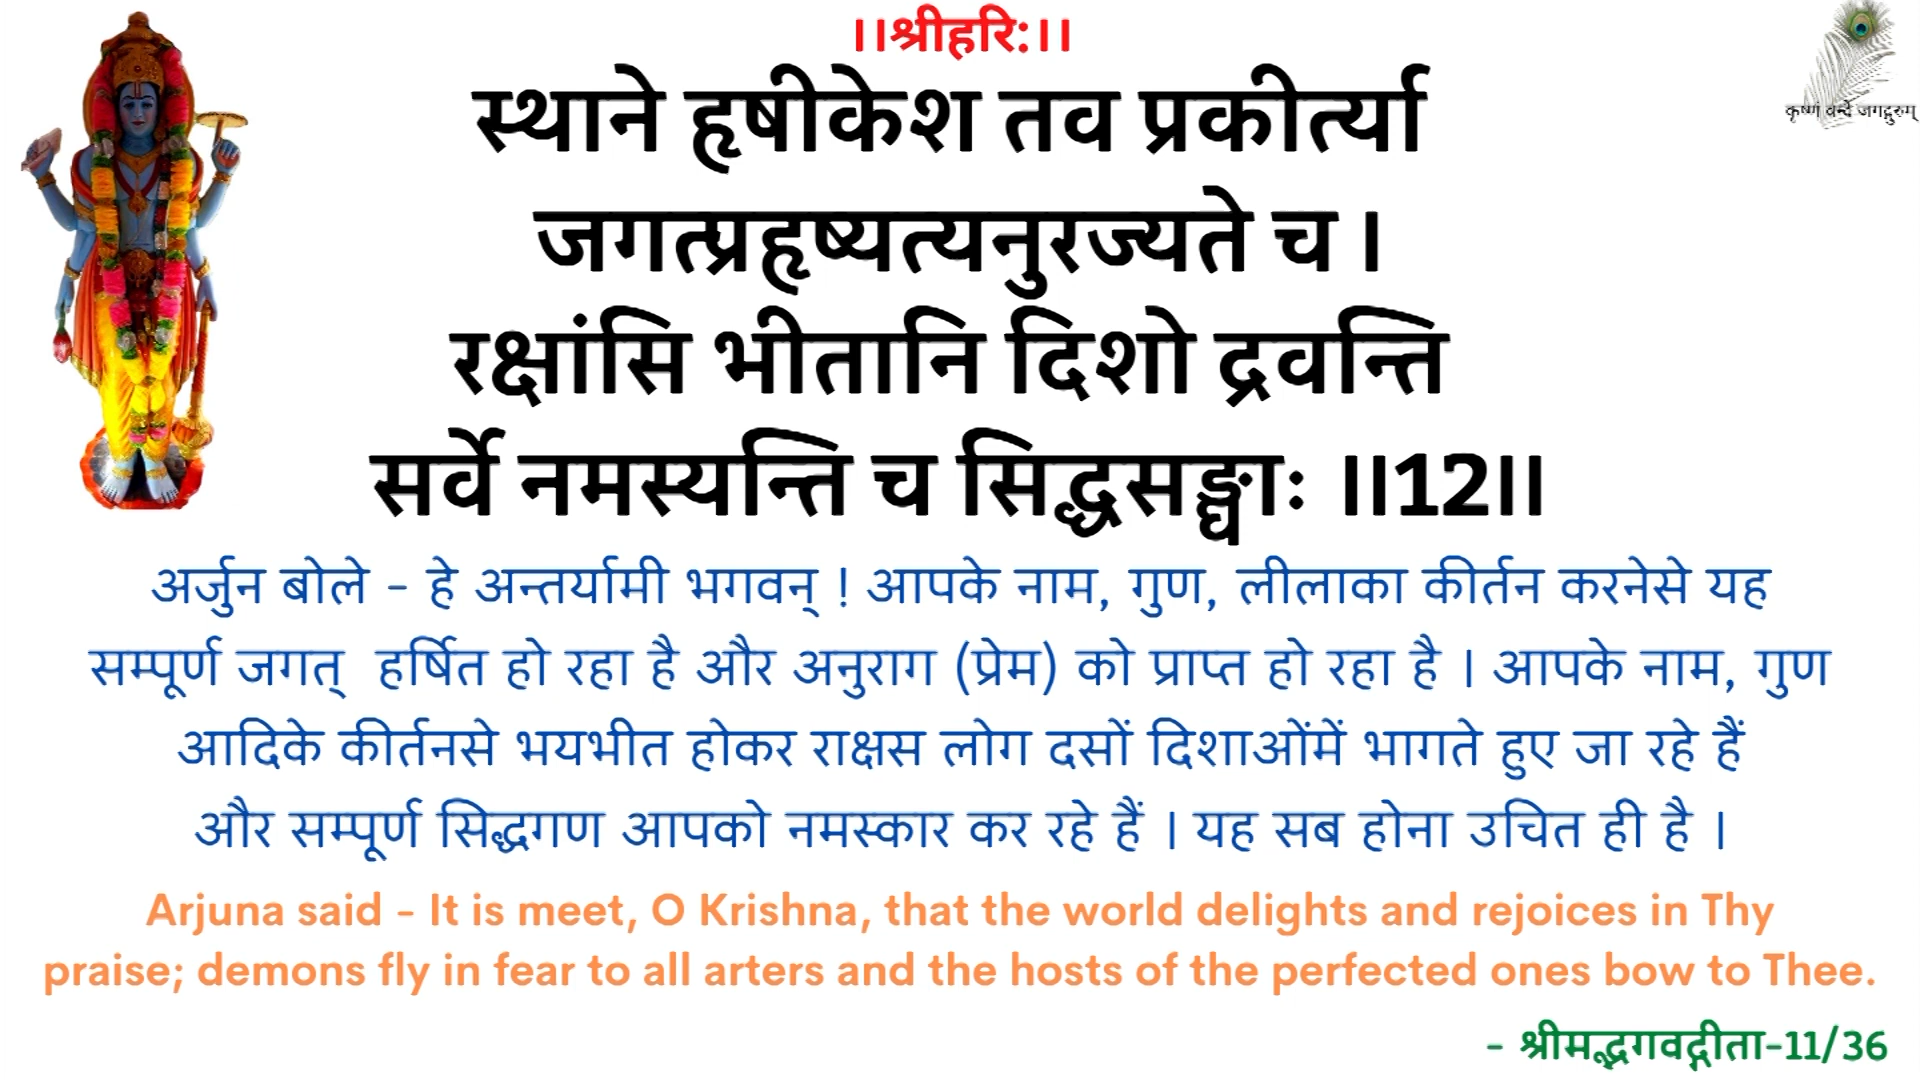 ।।श्रीहरि:।।
कृष्णं वन्दे जगद्गुरुम्
स्थाने हृषीकेश तव प्रकीर्त्या
जगत्प्रहृष्यत्यनुरज्यते च ।
रक्षांसि भीतानि दिशो द्रवन्ति
सर्वे नमस्यन्ति च सिद्धसङ्घाः ।।12।।
अर्जुन बोले - हे अन्तर्यामी भगवन् ! आपके नाम, गुण, लीलाका कीर्तन करनेसे यह
सम्पूर्ण जगत् हर्षित हो रहा है और अनुराग (प्रेम) को प्राप्त हो रहा है । आपके नाम, गुण
आदिके कीर्तनसे भयभीत होकर राक्षस लोग दसों दिशाओंमें भागते हुए जा रहे हैं
और सम्पूर्ण सिद्धगण आपको नमस्कार कर रहे हैं । यह सब होना उचित ही है ।
Arjuna said - It is meet, O Krishna, that the world delights and rejoices in Thy
praise; demons fly in fear to all arters and the hosts of the perfected ones bow to Thee.
- श्रीमद्भगवद्गीता-11/36